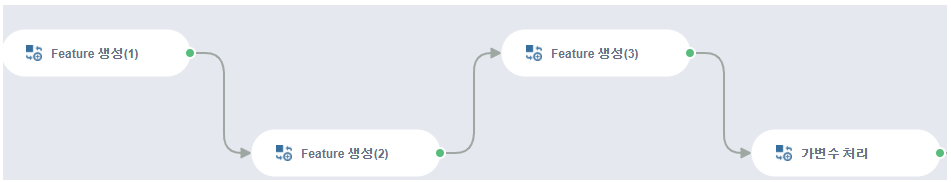 Feature 생성(1)
Feature 생성(2)
Feature 생성(3)
가변수 처리